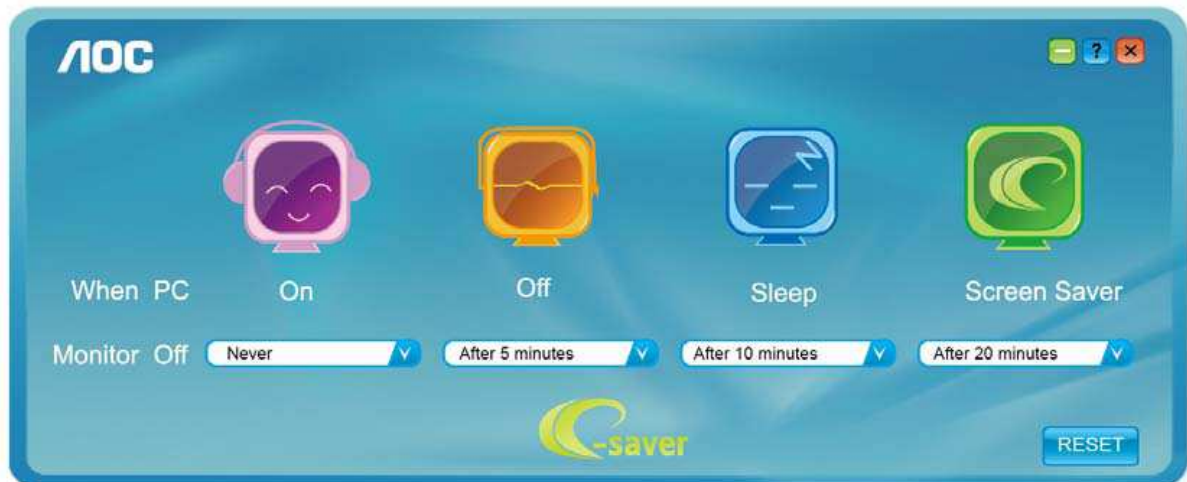 AOC
?
When PC On Off Sleep Screen Saver
Monitor Off Never After 5 minutes After 10 minutes After 20 minutes
e-saver
RESET